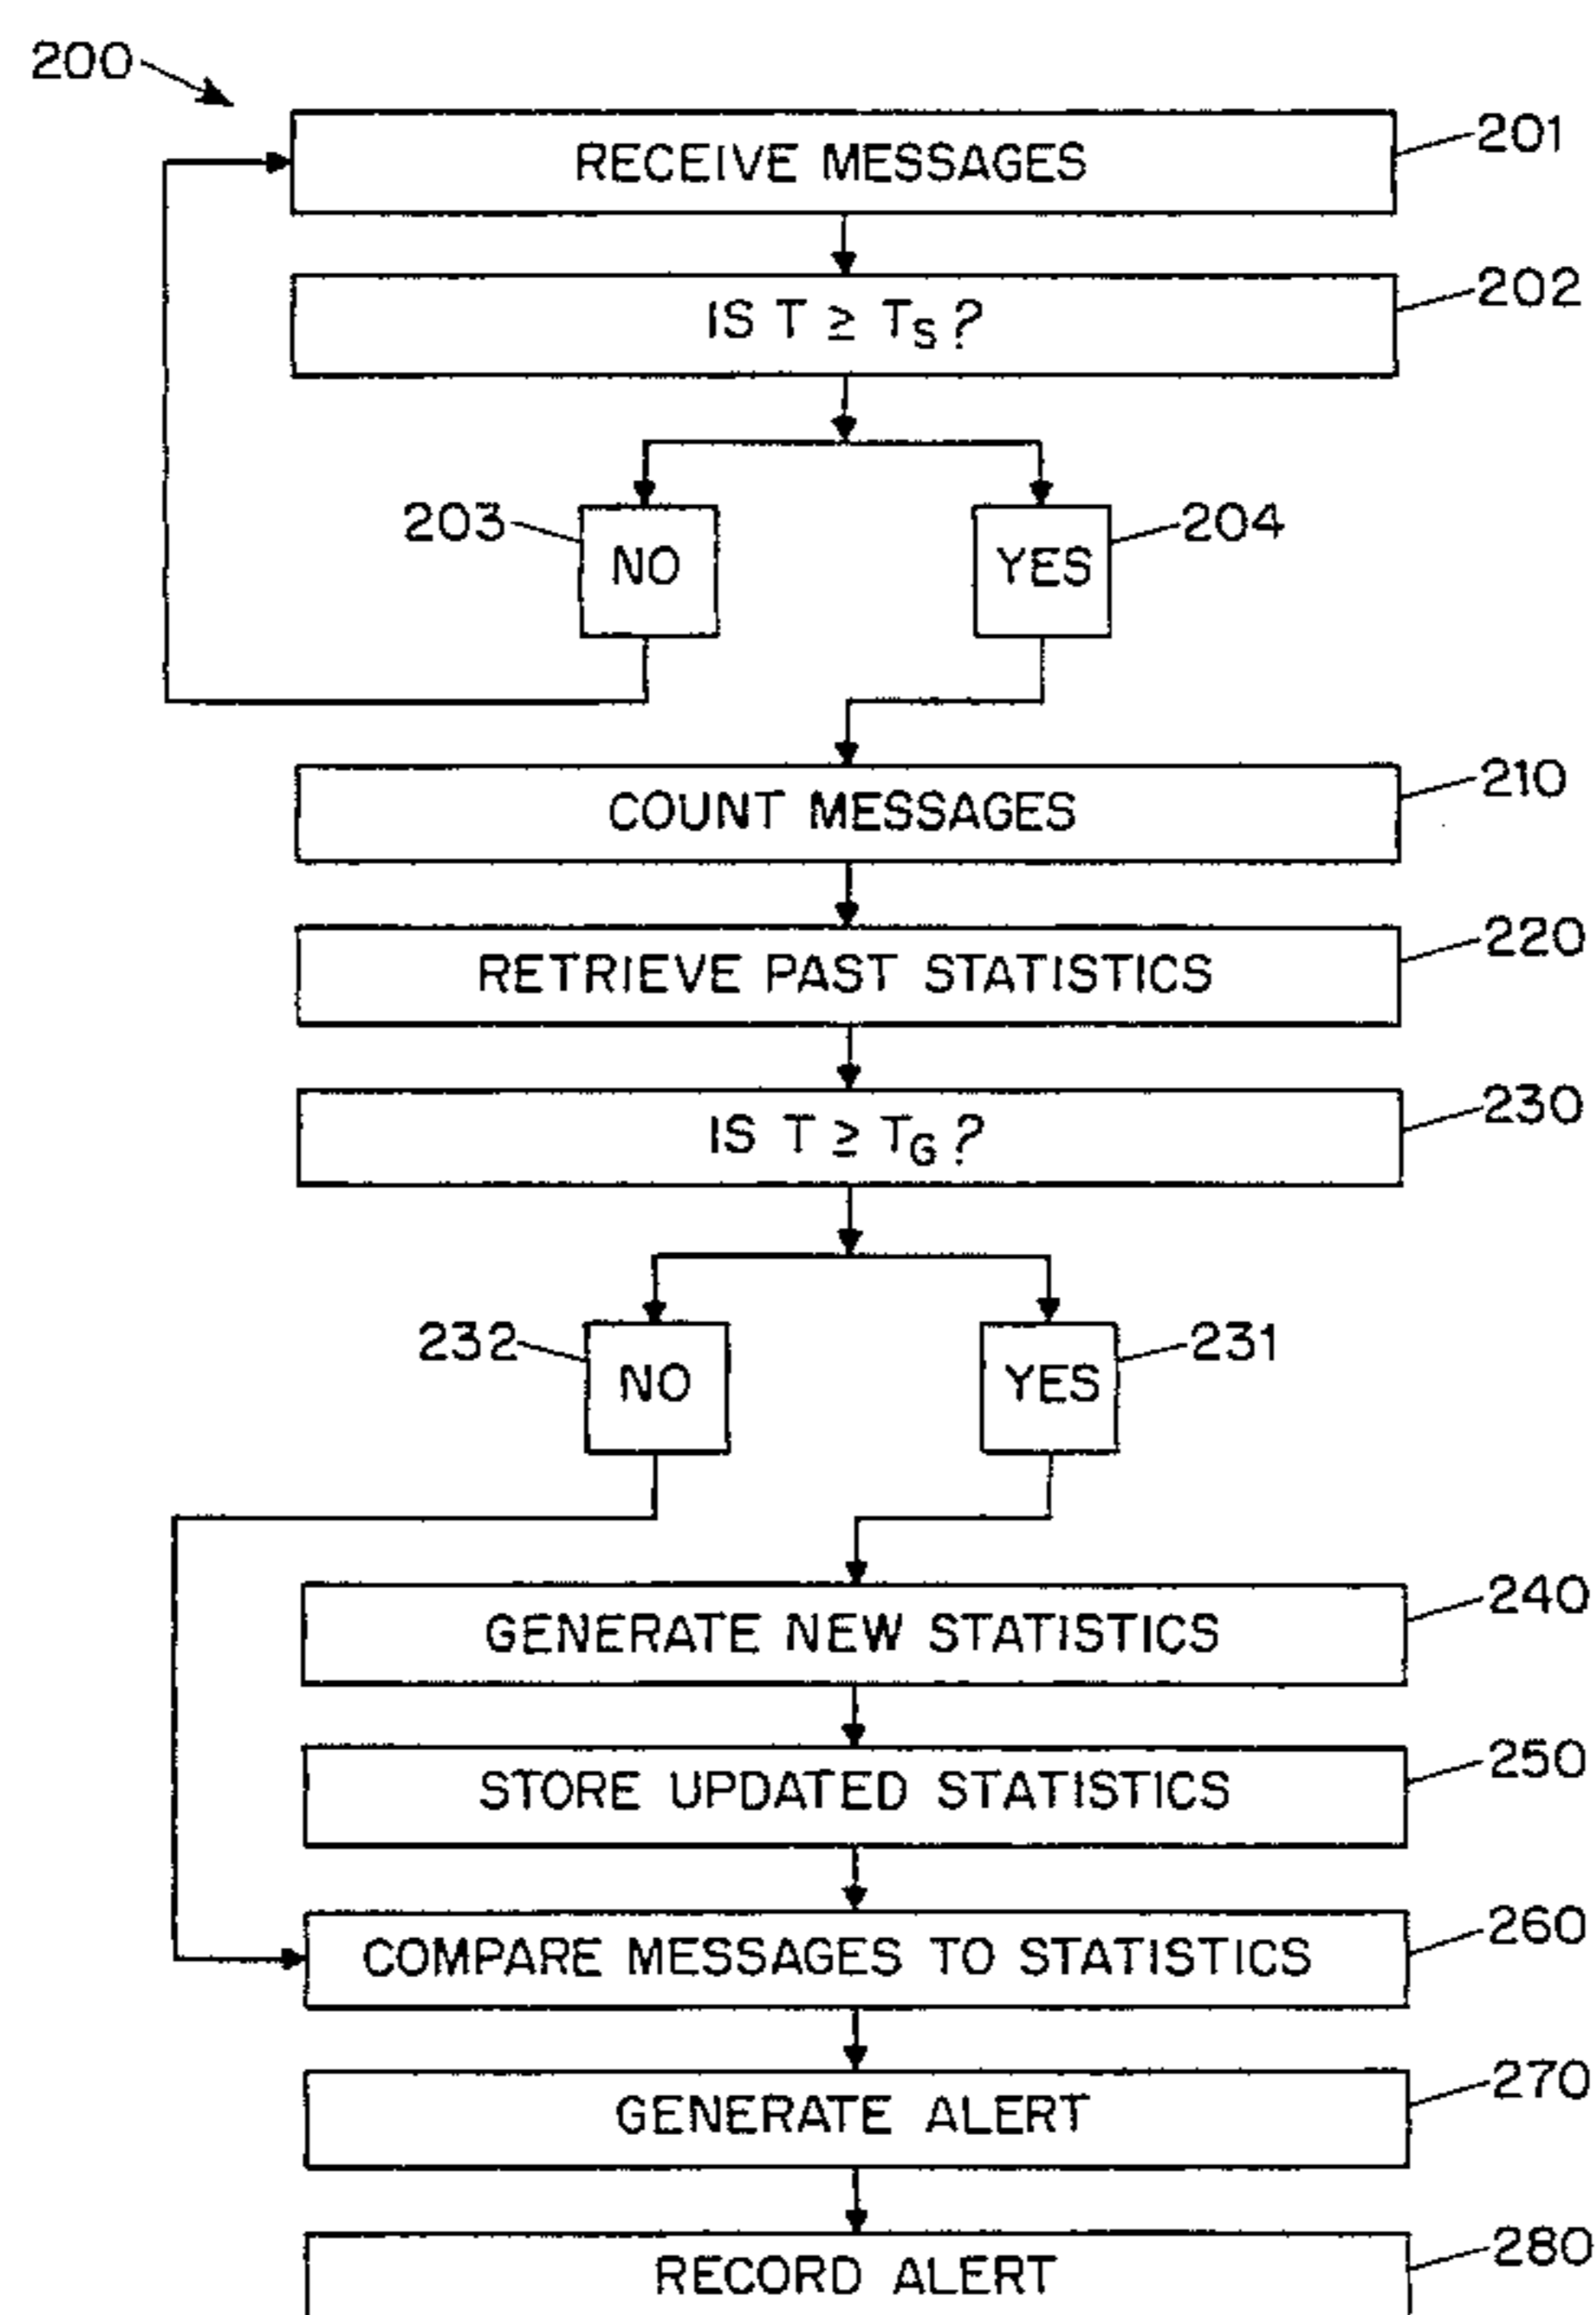 200
RECEIVE MESSAGES
201
IS T ≥ TS?
202
203
NO
YES
204
COUNT MESSAGES
210
RETRIEVE PAST STATISTICS
220
IS T ≥ TG?
230
232
NO
YES
231
GENERATE NEW STATISTICS
240
STORE UPDATED STATISTICS
250
COMPARE MESSAGES TO STATISTICS
260
GENERATE ALERT
270
RECORD ALERT
280